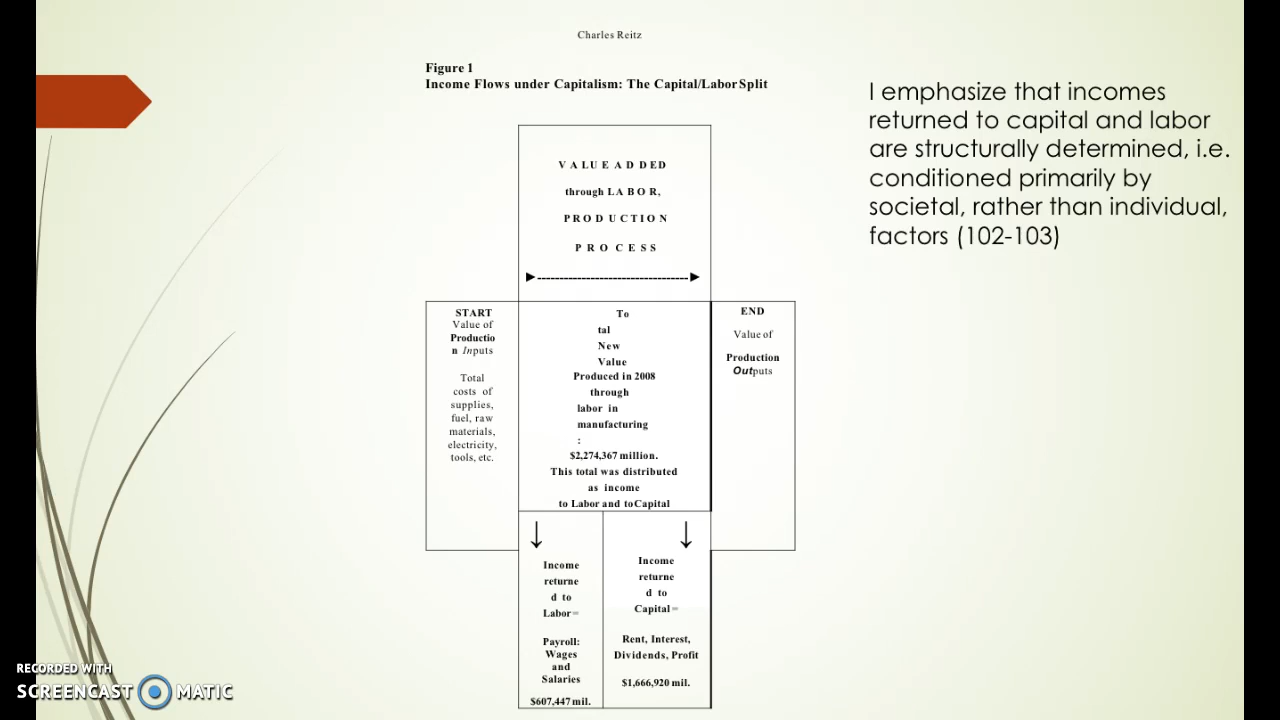 Charles Reitz
Figure 1
Income Flows under Capitalism: The Capital/Labor Split
VALUE ADDED
through LABOR,
PRODUCTION
PROCESS
START
Value of
Productio
n Inputs
Total
costs of
supplies,
fuel, raw
materials,
electricity,
tools, etc.
To
tal
New
Value
Produced in 2008
through
labor in
manufacturing
:
$2,274,367 million.
This total was distributed
as income
to Labor and to Capital
END
Value of
Production
Outputs
Income
returne
d to
Labor=
Payroll:
Wages
and
Salaries
$607,447 mil.
Income
returne
d to
Capital=
Rent, Interest,
Dividends, Profit
$1,666,920 mil.
I emphasize that incomes
returned to capital and labor
are structurally determined, i.e.
conditioned primarily by
societal, rather than individual,
factors (102-103)
RECORDED WITH
SCREENCAST MATIC